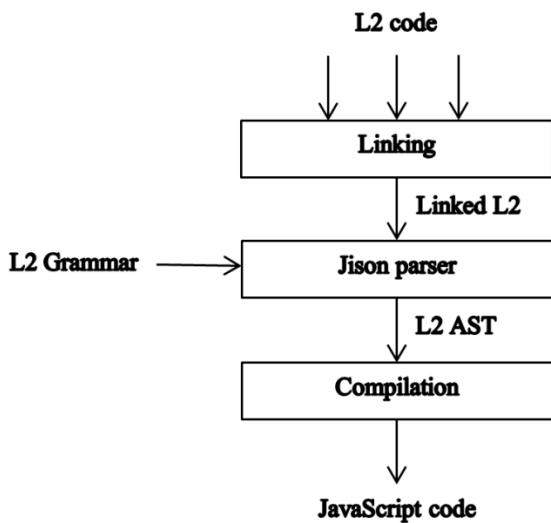 L2 code
Linking
Linked L2
L2 Grammar
Jison parser
L2 AST
Compilation
JavaScript code